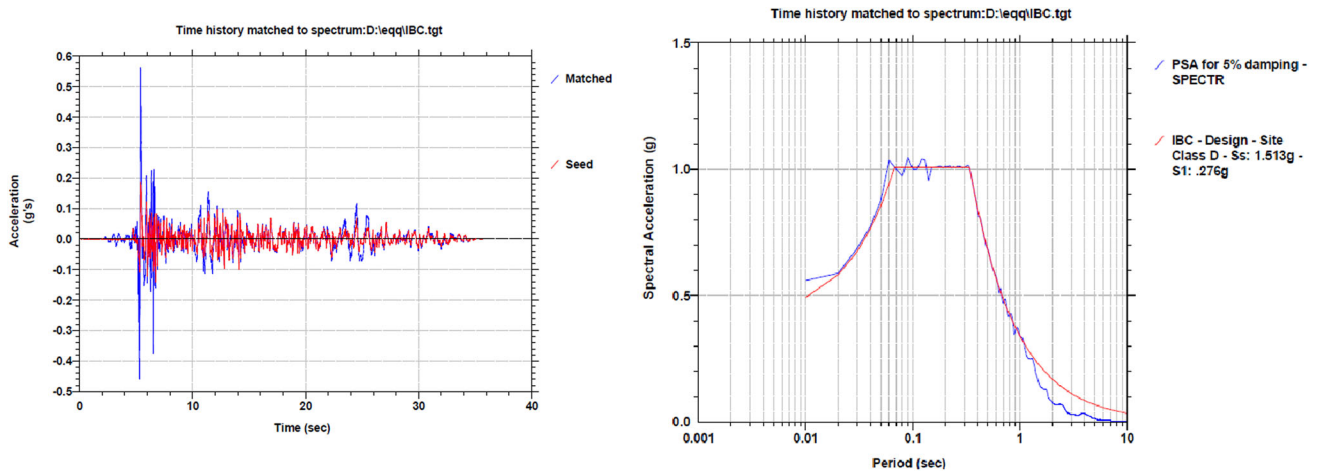 Time history matched to spectrum:D:\eqq\IBC.tgt
Acceleration
(g's)
0.6
0.5
0.4
0.3
0.2
0.1
0.0
-0.1
-0.2
-0.3
-0.4
-0.5
0
10
20
30
40
Time (sec)
Matched
Seed
Time history matched to spectrum:D:\eqq\IBC.tgt
Spectral Acceleration (g)
1.5
1.0
0.5
0.0
0.001
0.01
0.1
1
10
Period (sec)
PSA for 5% damping -
SPECTR
IBC - Design - Site
Class D - Ss: 1.513g -
S1: .276g